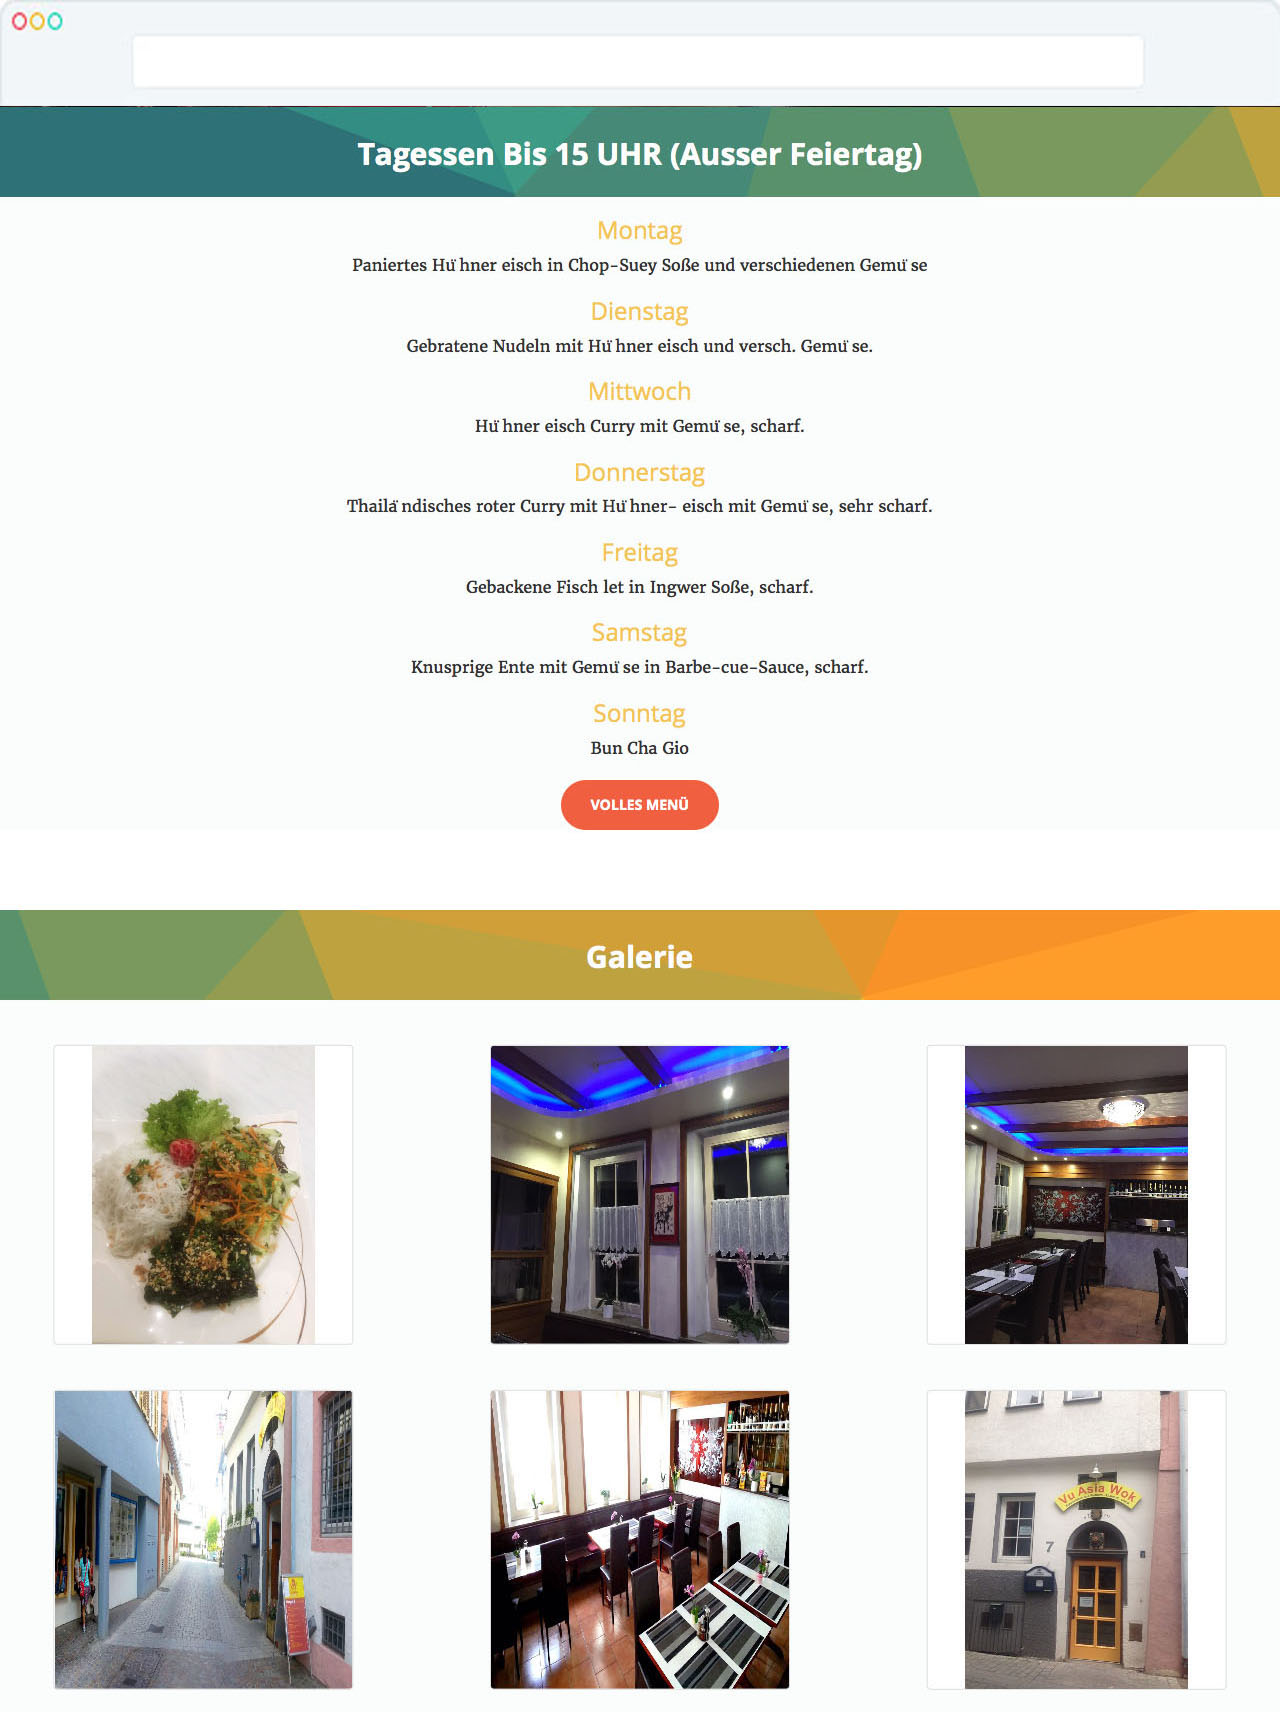 Tagessen Bis 15 UHR (Ausser Feiertag)
Montag
Paniertes Hü hner eisch in Chop-Suey Soße und verschiedenen Gemü se
Dienstag
Gebratene Nudeln mit Hü hner eisch und versch. Gemü se.
Mittwoch
Hü hner eisch Curry mit Gemü se, scharf.
Donnerstag
Thailä ndisches roter Curry mit Hü hner- eisch mit Gemü se, sehr scharf.
Freitag
Gebackene Fisch let in Ingwer Soße, scharf.
Samstag
Knusprige Ente mit Gemü se in Barbe-cue-Sauce, scharf.
Sonntag
Bun Cha Gio
VOLLES MENÜ
Galerie
Vu Asia Wok
7